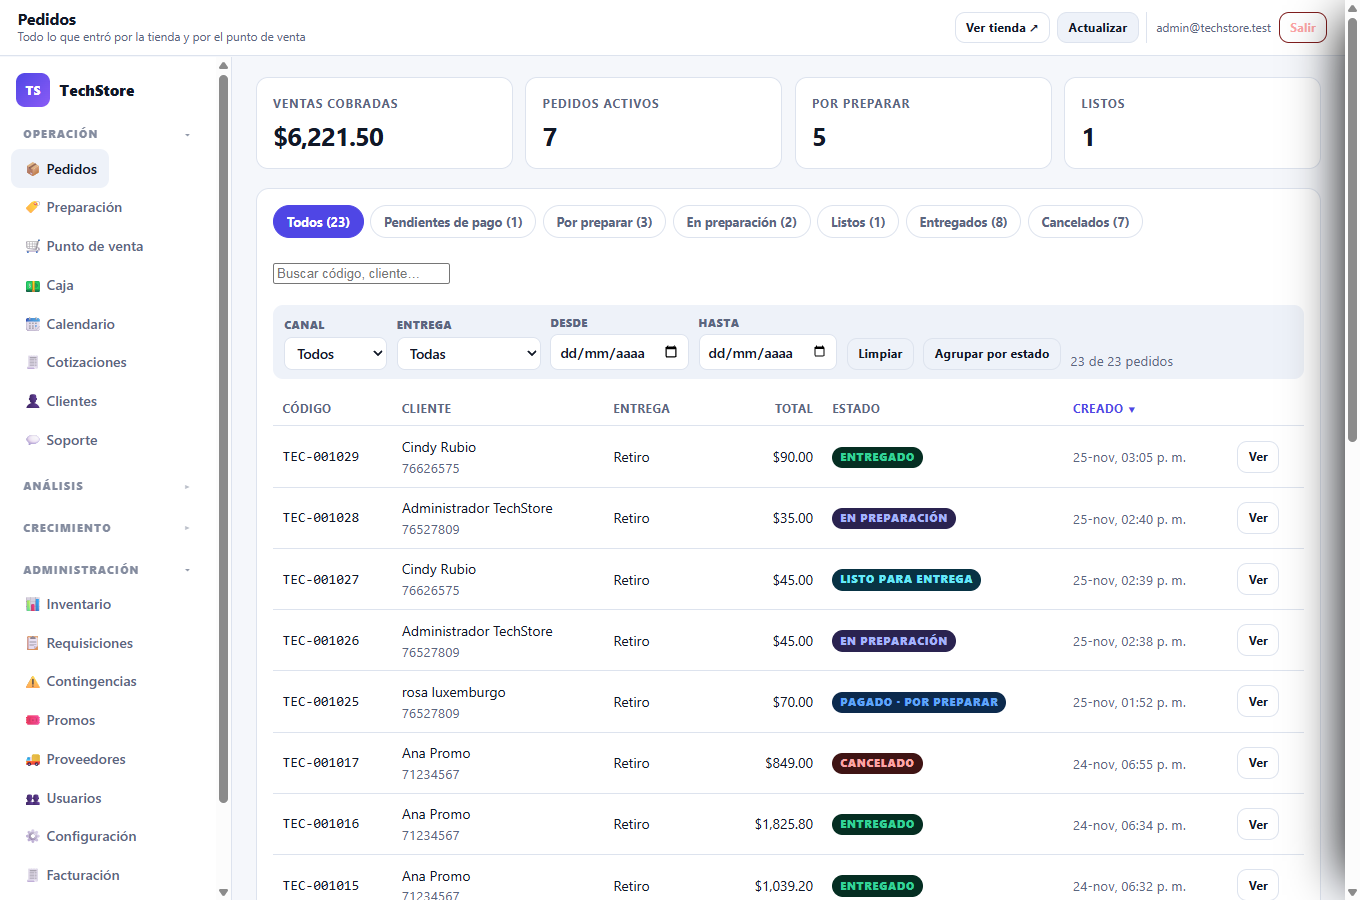 Pedidos
Todo lo que entró por la tienda y por el punto de venta
Ver tienda ↗
Actualizar
admin@techstore.test
Salir
TS
TechStore
OPERACIÓN
Pedidos
Preparación
Punto de venta
Caja
Calendario
Cotizaciones
Clientes
Soporte
ANÁLISIS
CRECIMIENTO
ADMINISTRACIÓN
Inventario
Requisiciones
Contingencias
Promos
Proveedores
Usuarios
Configuración
Facturación
VENTAS COBRADAS
$6,221.50
PEDIDOS ACTIVOS
7
POR PREPARAR
5
LISTOS
1
Todos (23)
Pendientes de pago (1)
Por preparar (3)
En preparación (2)
Listos (1)
Entregados (8)
Cancelados (7)
Buscar código, cliente...
CANAL
Todos
ENTREGA
Todas
DESDE
dd/mm/aaaa
HASTA
dd/mm/aaaa
Limpiar
Agrupar por estado
23 de 23 pedidos
CÓDIGO CLIENTE ENTREGA TOTAL ESTADO CREADO ▼
TEC-001029 Cindy Rubio 76626575 Retiro $90.00 ENTREGADO 25-nov, 03:05 p. m. Ver
TEC-001028 Administrador TechStore 76527809 Retiro $35.00 EN PREPARACIÓN 25-nov, 02:40 p. m. Ver
TEC-001027 Cindy Rubio 76626575 Retiro $45.00 LISTO PARA ENTREGA 25-nov, 02:39 p. m. Ver
TEC-001026 Administrador TechStore 76527809 Retiro $45.00 EN PREPARACIÓN 25-nov, 02:38 p. m. Ver
TEC-001025 rosa luxemburgo 76527809 Retiro $70.00 PAGADO · POR PREPARAR 25-nov, 01:52 p. m. Ver
TEC-001017 Ana Promo 71234567 Retiro $849.00 CANCELADO 24-nov, 06:55 p. m. Ver
TEC-001016 Ana Promo 71234567 Retiro $1,825.80 ENTREGADO 24-nov, 06:34 p. m. Ver
TEC-001015 Ana Promo 71234567 Retiro $1,039.20 ENTREGADO 24-nov, 06:32 p. m. Ver